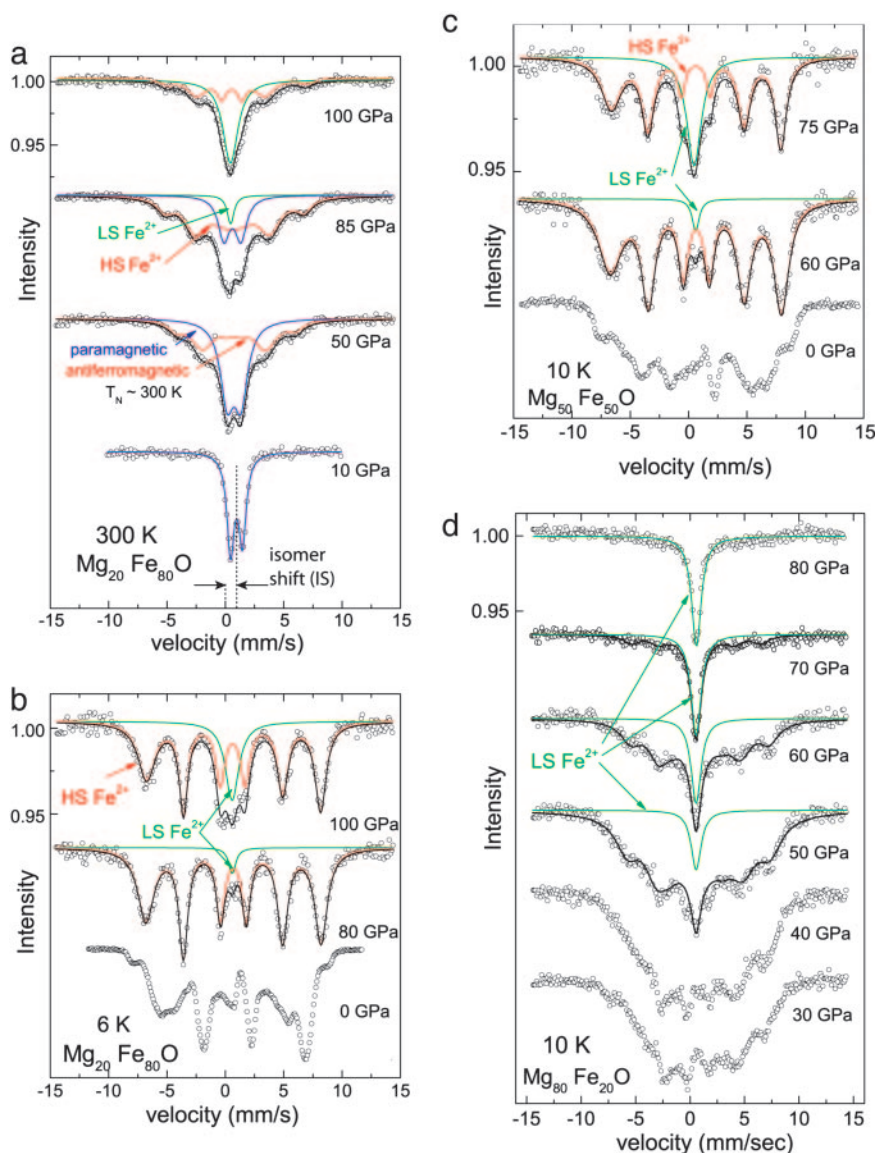 a
1.00
0.95
100 GPa
LS Fe2+
HS Fe2+
85 GPa
paramagnetic
antiferromagnetic
TN ~ 300 K
50 GPa
10 GPa
300 K
Mg20 Fe80O
isomer
shift (IS)
Intensity
-15 -10 -5 0 5 10 15
velocity (mm/s)
b
1.00
0.95
HS Fe2+
LS Fe2+
100 GPa
80 GPa
0 GPa
6 K
Mg20 Fe80O
Intensity
-15 -10 -5 0 5 10 15
velocity (mm/s)
c
1.00
0.95
HS Fe2+
75 GPa
LS Fe2+
60 GPa
0 GPa
10 K
Mg50 Fe50O
Intensity
-15 -10 -5 0 5 10 15
velocity (mm/s)
d
1.00
0.95
80 GPa
70 GPa
LS Fe2+
60 GPa
50 GPa
40 GPa
30 GPa
10 K
Mg80 Fe20O
Intensity
-15 -10 -5 0 5 10 15
velocity (mm/sec)